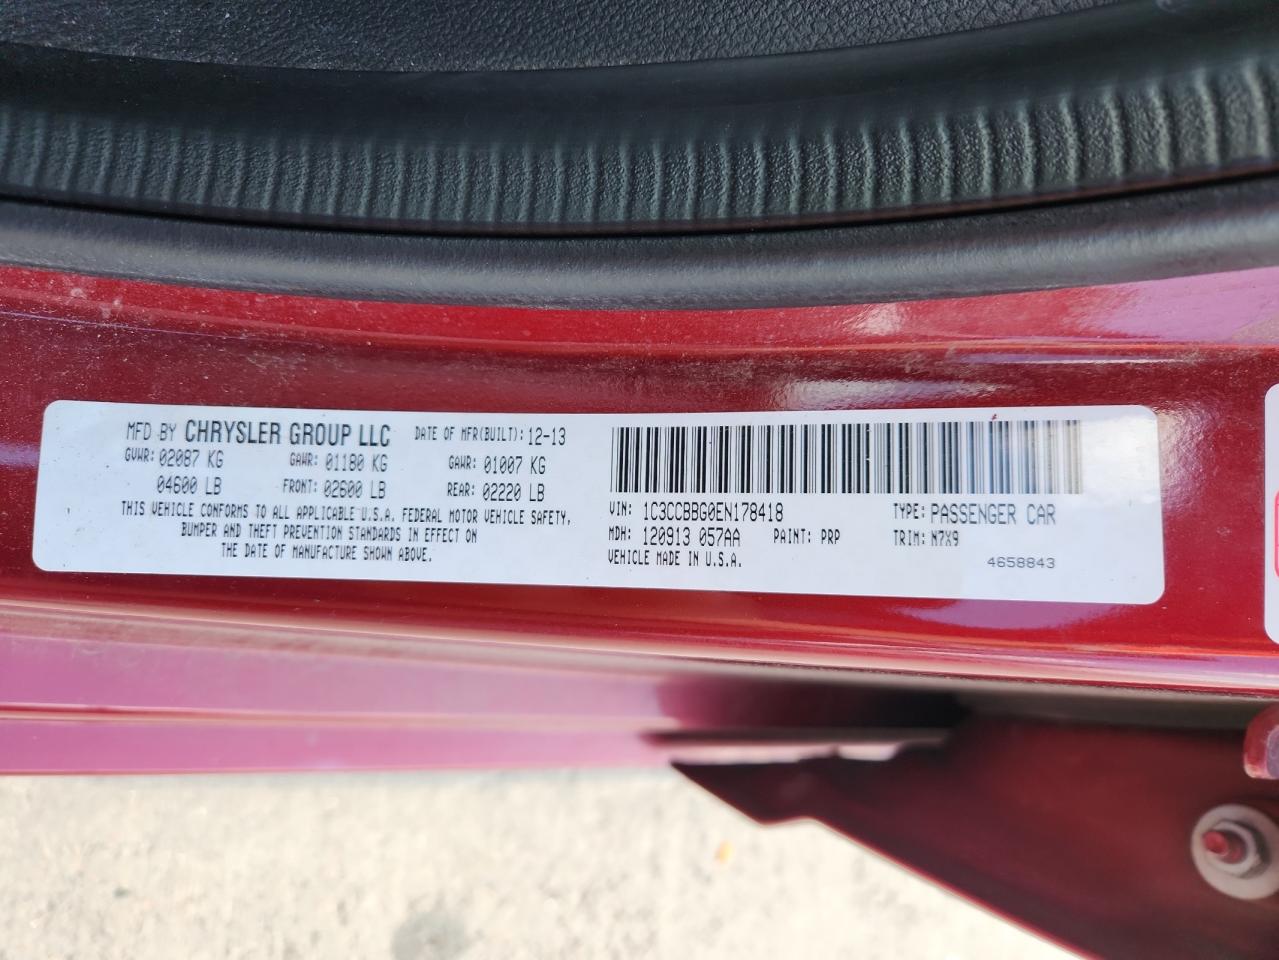 MFD BY CHRYSLER GROUP LLC DATE OF MFR(BUILT): 12-13
GVWR: 02087 KG GAWR: 01180 KG GAWR: 01007 KG
04600 LB FRONT: 02600 LB REAR: 02220 LB
THIS VEHICLE CONFORMS TO ALL APPLICABLE U.S.A. FEDERAL MOTOR VEHICLE SAFETY,
BUMPER AND THEFT PREVENTION STANDARDS IN EFFECT ON
THE DATE OF MANUFACTURE SHOWN ABOVE.
VIN: 1C3CCBBG0EN178418 TYPE: PASSENGER CAR
MDH: 120913 057AA PAINT: PRP TRIM: N7X9
VEHICLE MADE IN U.S.A. 4658843